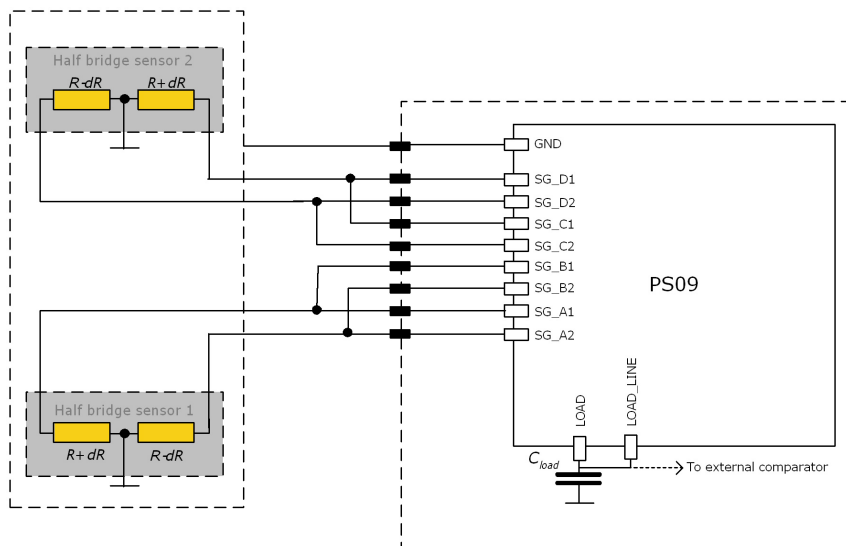 Half bridge sensor 2
R-dR
R+dR
GND
SG_D1
SG_D2
SG_C1
SG_C2
SG_B1
SG_B2
SG_A1
SG_A2
PS09
LOAD
LOAD_LINE
Half bridge sensor 1
R+dR
R-dR
Cload
To external comparator